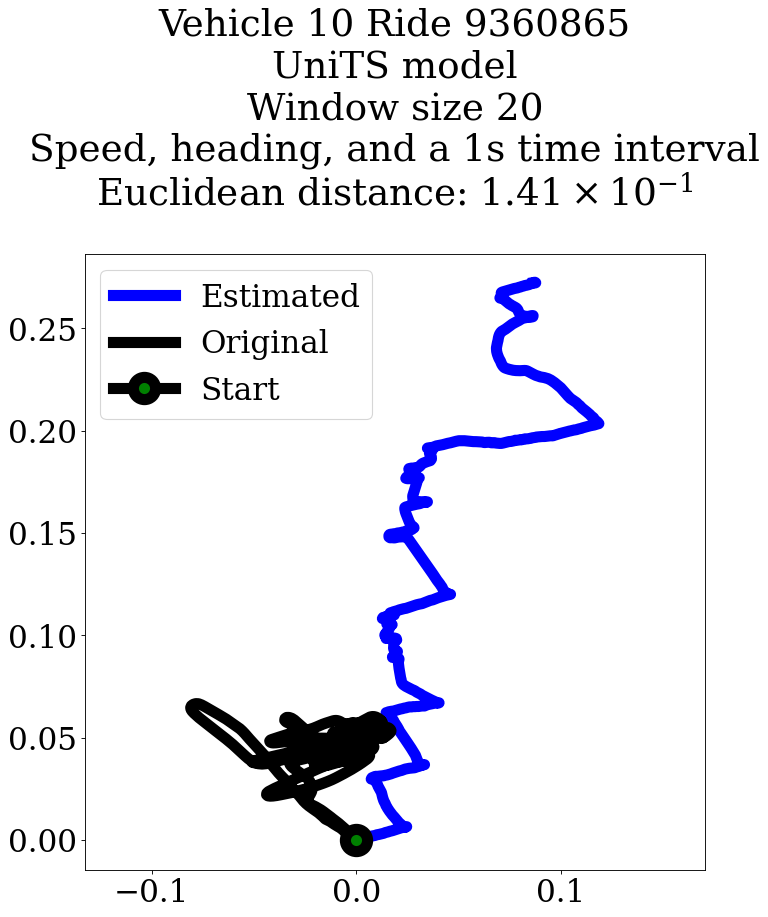 Vehicle 10 Ride 9360865
UniTS model
Window size 20
Speed, heading, and a 1s time interval
Euclidean distance: 1.41 × 10⁻¹
Estimated
Original
Start
0.25
0.20
0.15
0.10
0.05
0.00
−0.1 0.0 0.1